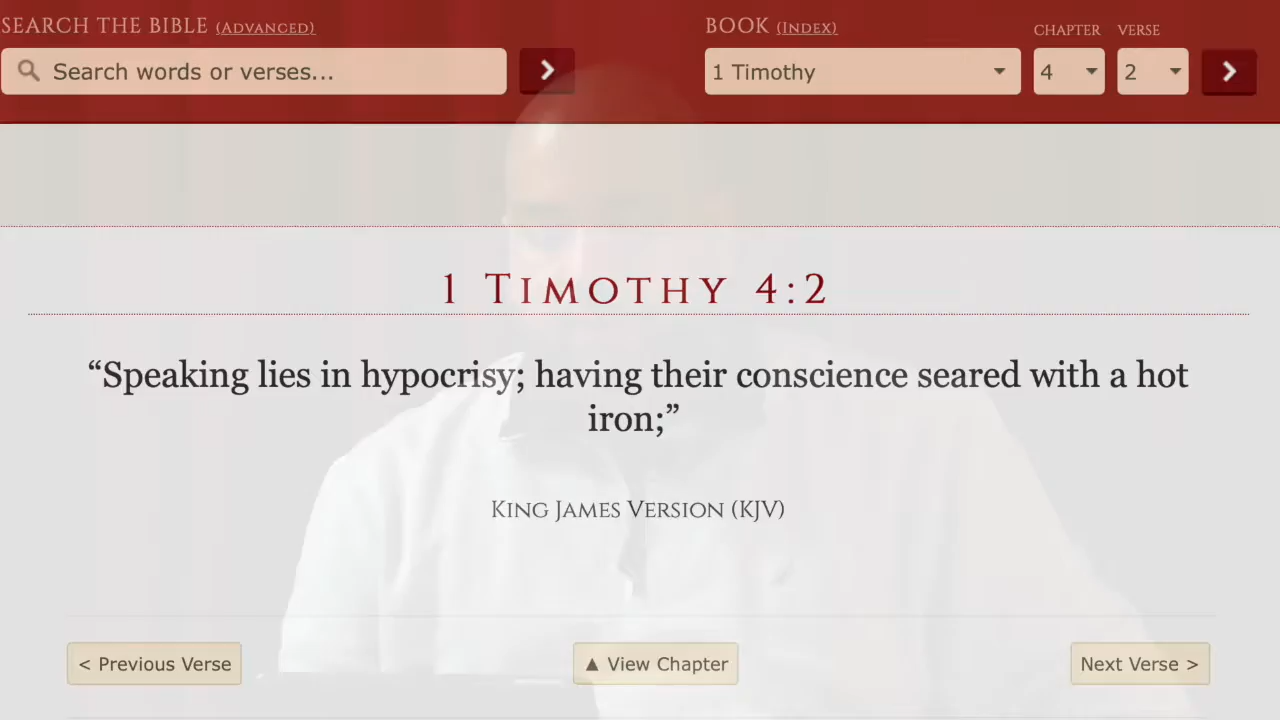 SEARCH THE BIBLE (ADVANCED)
BOOK (INDEX)
CHAPTER VERSE
Search words or verses...
1 Timothy
4
2
1 TIMOTHY 4:2
“Speaking lies in hypocrisy; having their conscience seared with a hot
iron;”
KING JAMES VERSION (KJV)
< Previous Verse
▲ View Chapter
Next Verse >